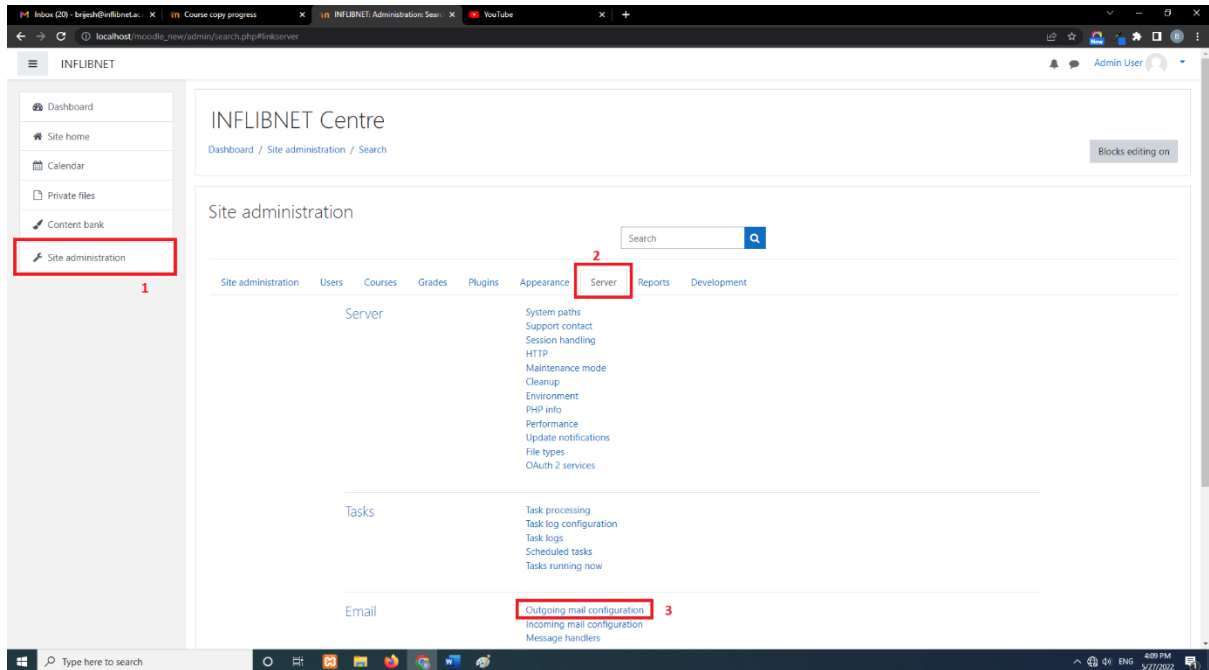 Inbox (20) - brijesh@inflibnet.ac. Course copy progress INFLIBNET: Administration: Sear YouTube
localhost/moodle_new/admin/search.php#linkserver
New
B
INFLIBNET
Admin User
Dashboard
Site home
Calendar
Private files
Content bank
Site administration
1
INFLIBNET Centre
Dashboard / Site administration / Search
Blocks editing on
Site administration
Search
2
Site administration Users Courses Grades Plugins Appearance Server Reports Development
Server
System paths
Support contact
Session handling
HTTP
Maintenance mode
Cleanup
Environment
PHP info
Performance
Update notifications
File types
OAuth 2 services
Tasks
Task processing
Task log configuration
Task logs
Scheduled tasks
Tasks running now
Email
Outgoing mail configuration 3
Incoming mail configuration
Message handlers
Type here to search
ENG
4:09 PM
5/27/2022